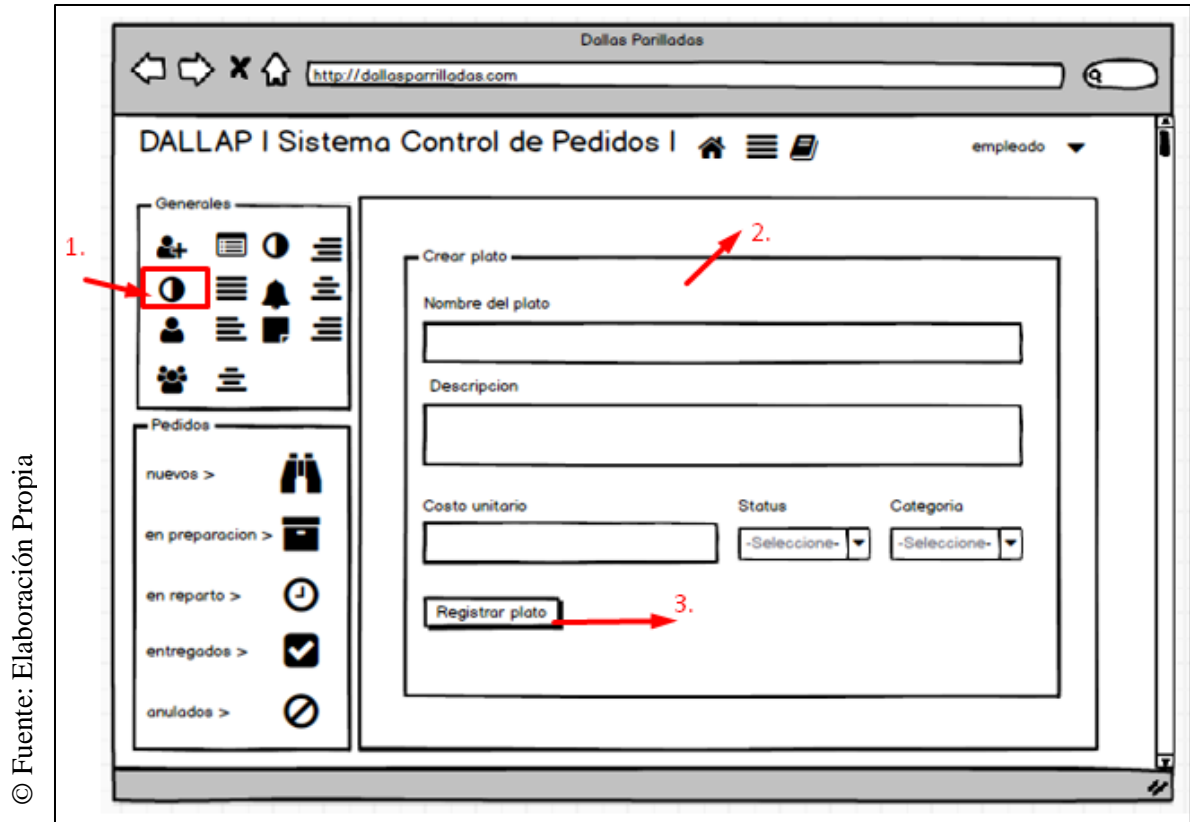 Dallas Parilladas
http://dallasparrilladas.com
DALLAP | Sistema Control de Pedidos |
empleado
Generales
1.
2.
Crear plato
Nombre del plato
Descripcion
Costo unitario
Status
Categoria
-Seleccione-
-Seleccione-
Registrar plato
3.
Pedidos
nuevos >
en preparacion >
en reparto >
entregados >
anulados >
© Fuente: Elaboración Propia